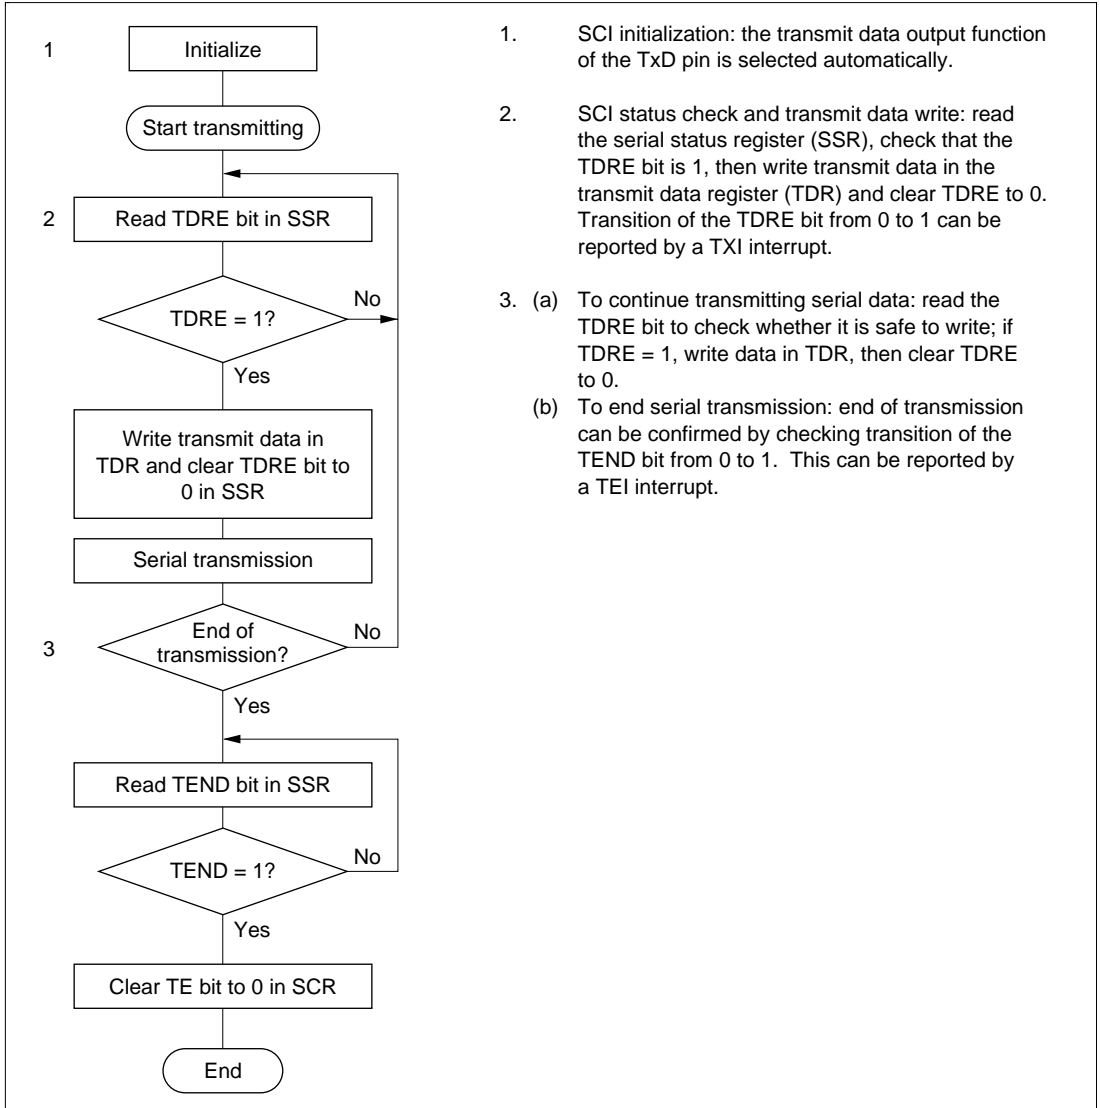 1
Initialize
Start transmitting
2
Read TDRE bit in SSR
TDRE = 1?
No
Yes
Write transmit data in
TDR and clear TDRE bit to
0 in SSR
Serial transmission
3
End of
transmission?
No
Yes
Read TEND bit in SSR
TEND = 1?
No
Yes
Clear TE bit to 0 in SCR
End
1. SCI initialization: the transmit data output function
of the TxD pin is selected automatically.
2. SCI status check and transmit data write: read
the serial status register (SSR), check that the
TDRE bit is 1, then write transmit data in the
transmit data register (TDR) and clear TDRE to 0.
Transition of the TDRE bit from 0 to 1 can be
reported by a TXI interrupt.
3. (a) To continue transmitting serial data: read the
TDRE bit to check whether it is safe to write; if
TDRE = 1, write data in TDR, then clear TDRE
to 0.
(b) To end serial transmission: end of transmission
can be confirmed by checking transition of the
TEND bit from 0 to 1. This can be reported by
a TEI interrupt.